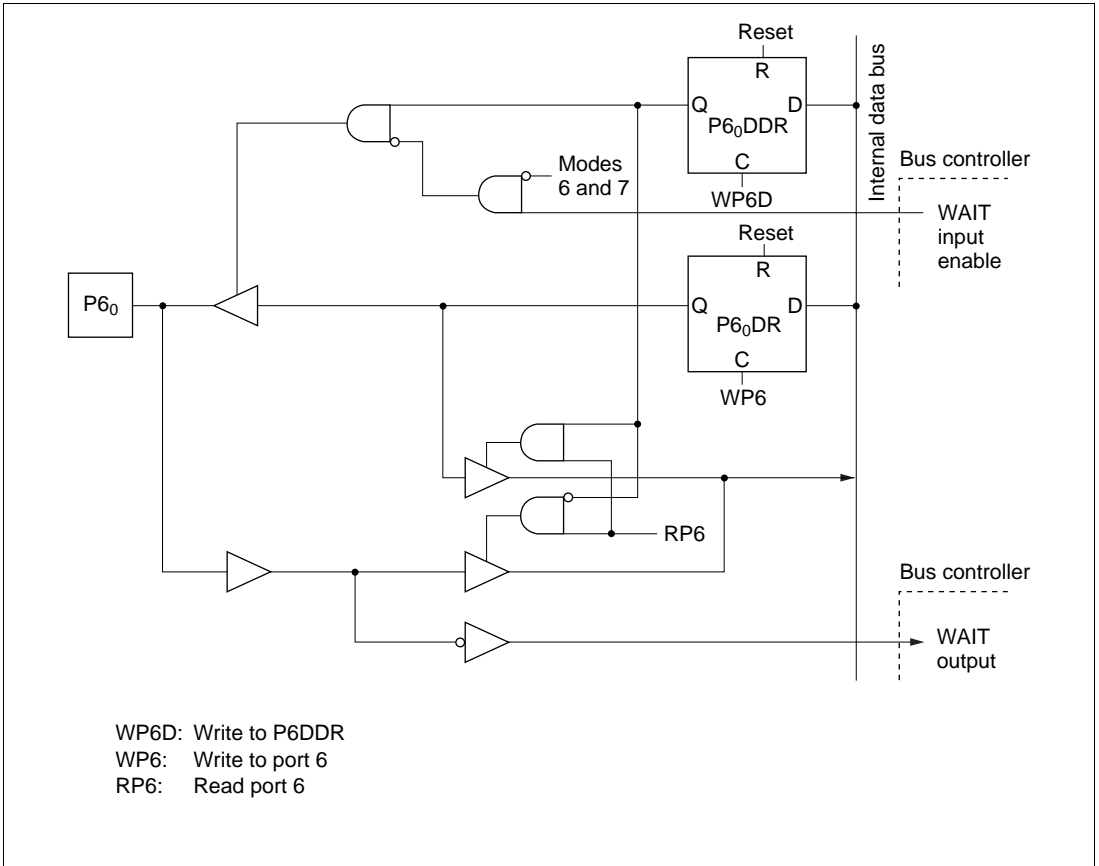 Reset
R
Q
D
P6₀DDR
C
WP6D
Internal data bus
Modes
6 and 7
Bus controller
WAIT
input
enable
Reset
R
Q
D
P6₀DR
C
WP6
P6₀
RP6
Bus controller
WAIT
output
WP6D: Write to P6DDR
WP6: Write to port 6
RP6: Read port 6